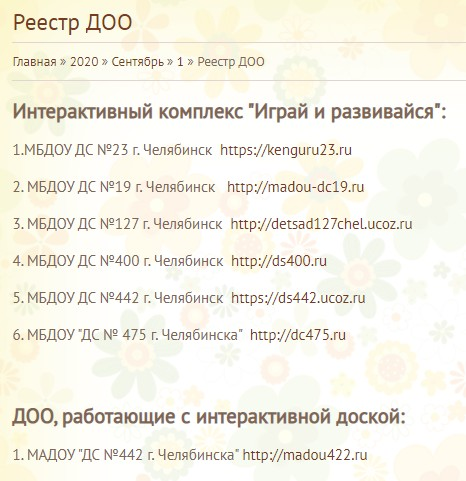 Реестр ДОО
Главная » 2020 » Сентябрь » 1 » Реестр ДОО
Интерактивный комплекс "Играй и развивайся":
1.МБДОУ ДС №23 г. Челябинск https://kenguru23.ru
2. МБДОУ ДС №19 г. Челябинск http://madou-dc19.ru
3. МБДОУ ДС №127 г. Челябинск http://detsad127chel.ucoz.ru
4. МБДОУ ДС №400 г. Челябинск http://ds400.ru
5. МБДОУ ДС №442 г. Челябинск https://ds442.ucoz.ru
6. МБДОУ "ДС № 475 г. Челябинска" http://dc475.ru
ДОО, работающие с интерактивной доской:
1. МАДОУ "ДС №442 г. Челябинска" http://madou422.ru